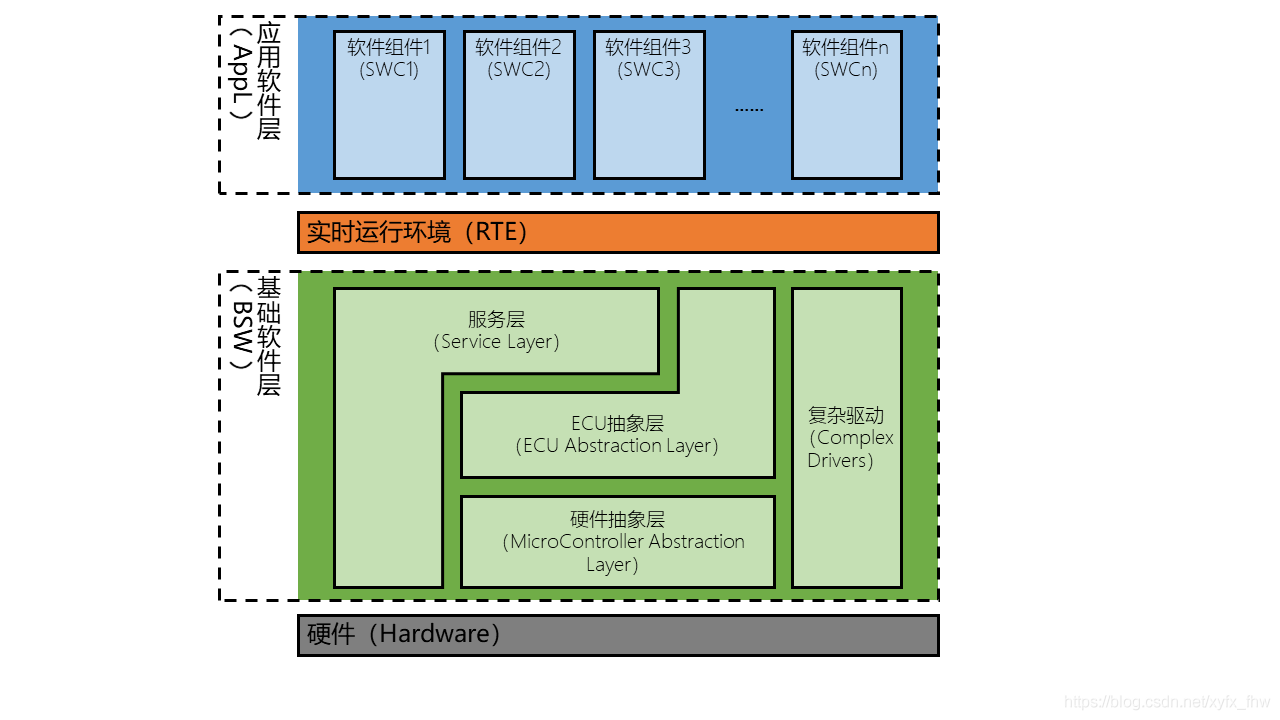 应用软件层
（AppL）
软件组件1
(SWC1)
软件组件2
(SWC2)
软件组件3
(SWC3)
......
软件组件n
(SWCn)
实时运行环境（RTE）
基础软件层
（BSW）
服务层
（Service Layer）
ECU抽象层
（ECU Abstraction Layer）
硬件抽象层
（MicroController Abstraction
Layer）
复杂驱动
（Complex
Drivers）
硬件（Hardware）
https://blog.csdn.net/xyfx_fhw